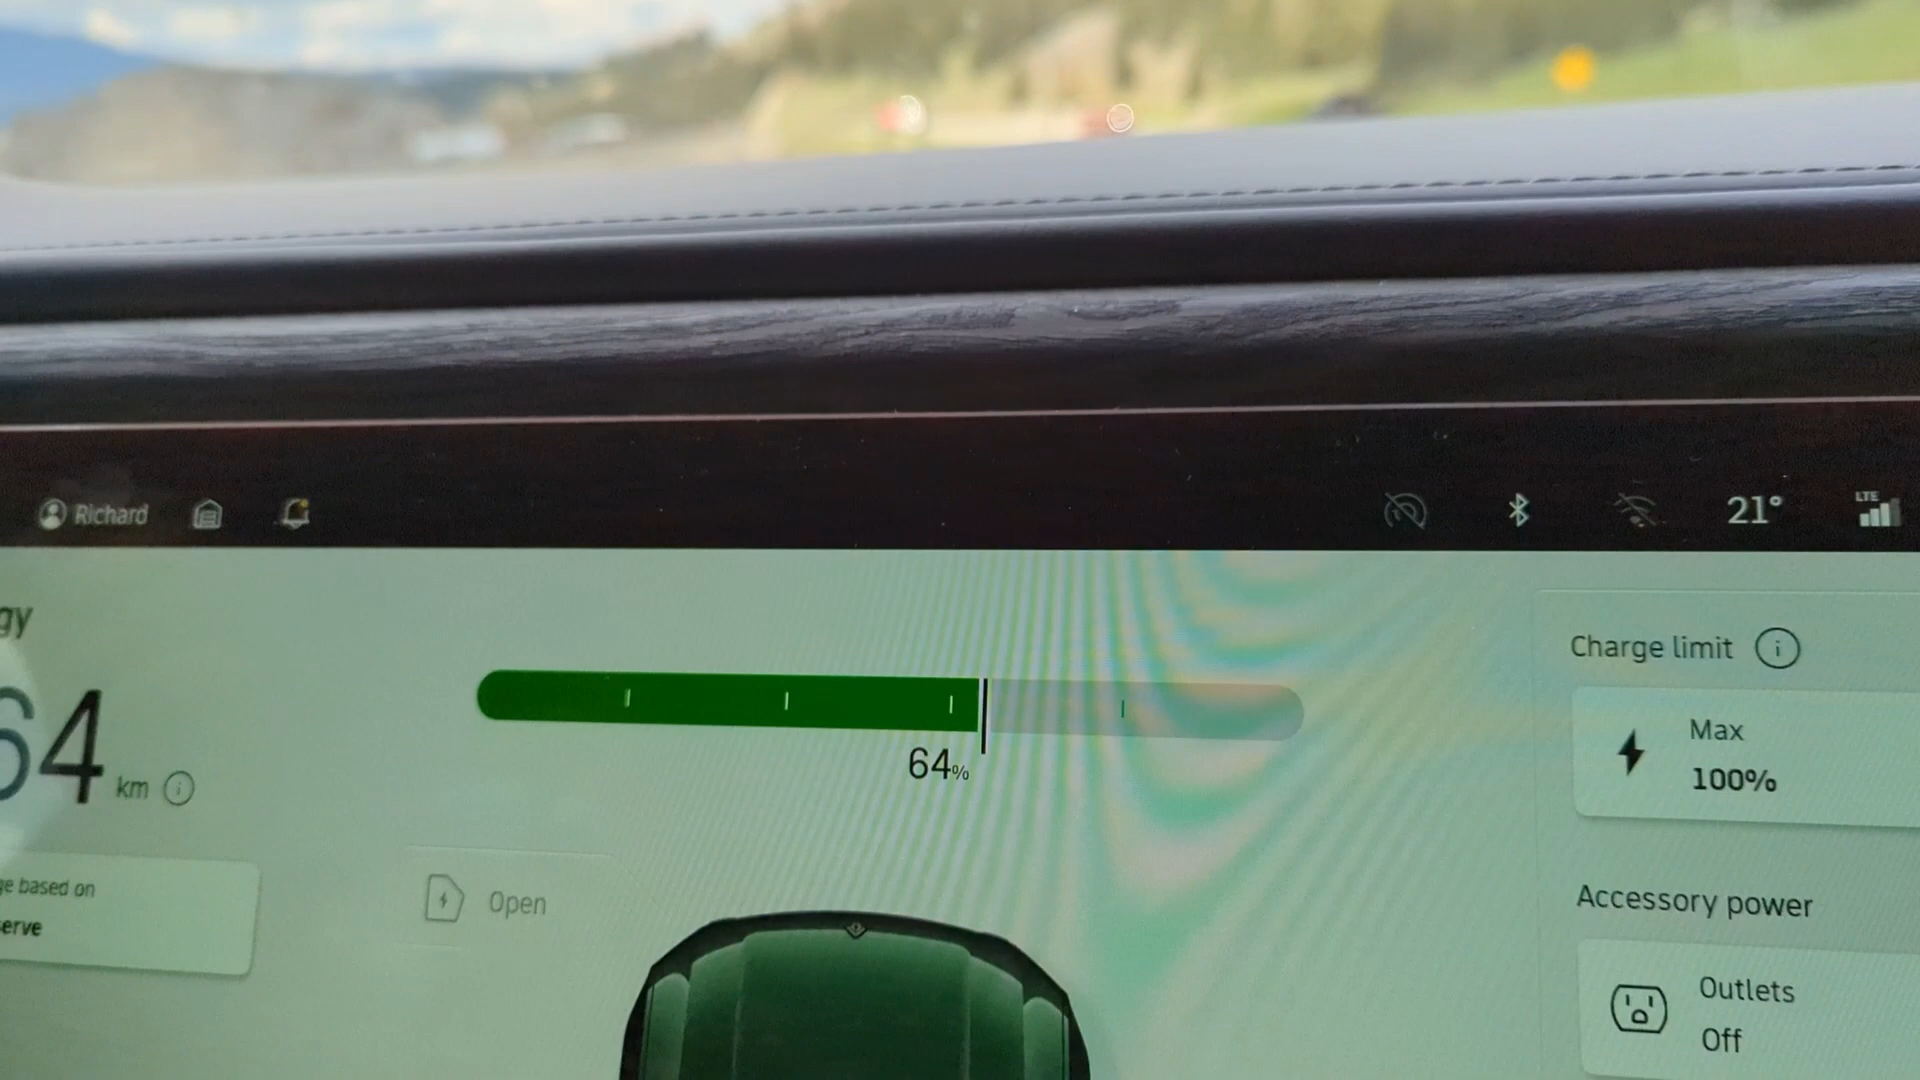 Richard
21°
LTE
gy
64 km
64%
Charge limit
Max
100%
ge based on
erve
Open
Accessory power
Outlets
Off